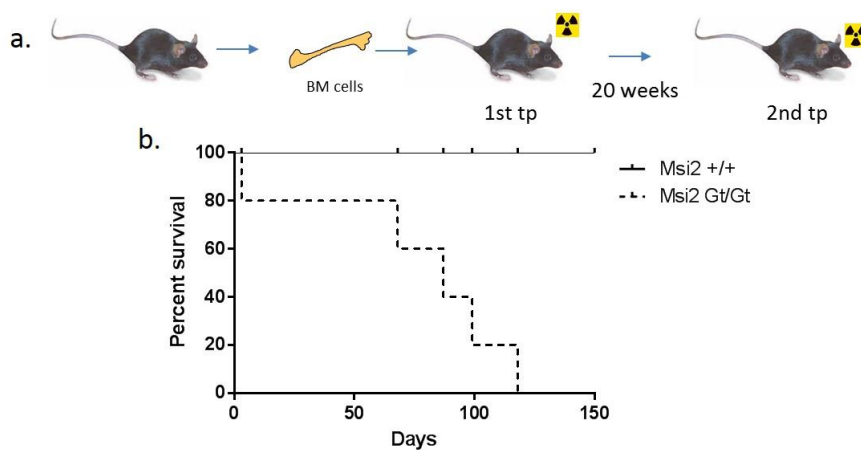 a.
BM cells
1st tp
20 weeks
2nd tp
b.
Msi2 +/+
Msi2 Gt/Gt
Percent survival
100
80
60
40
20
0
0 50 100 150
Days